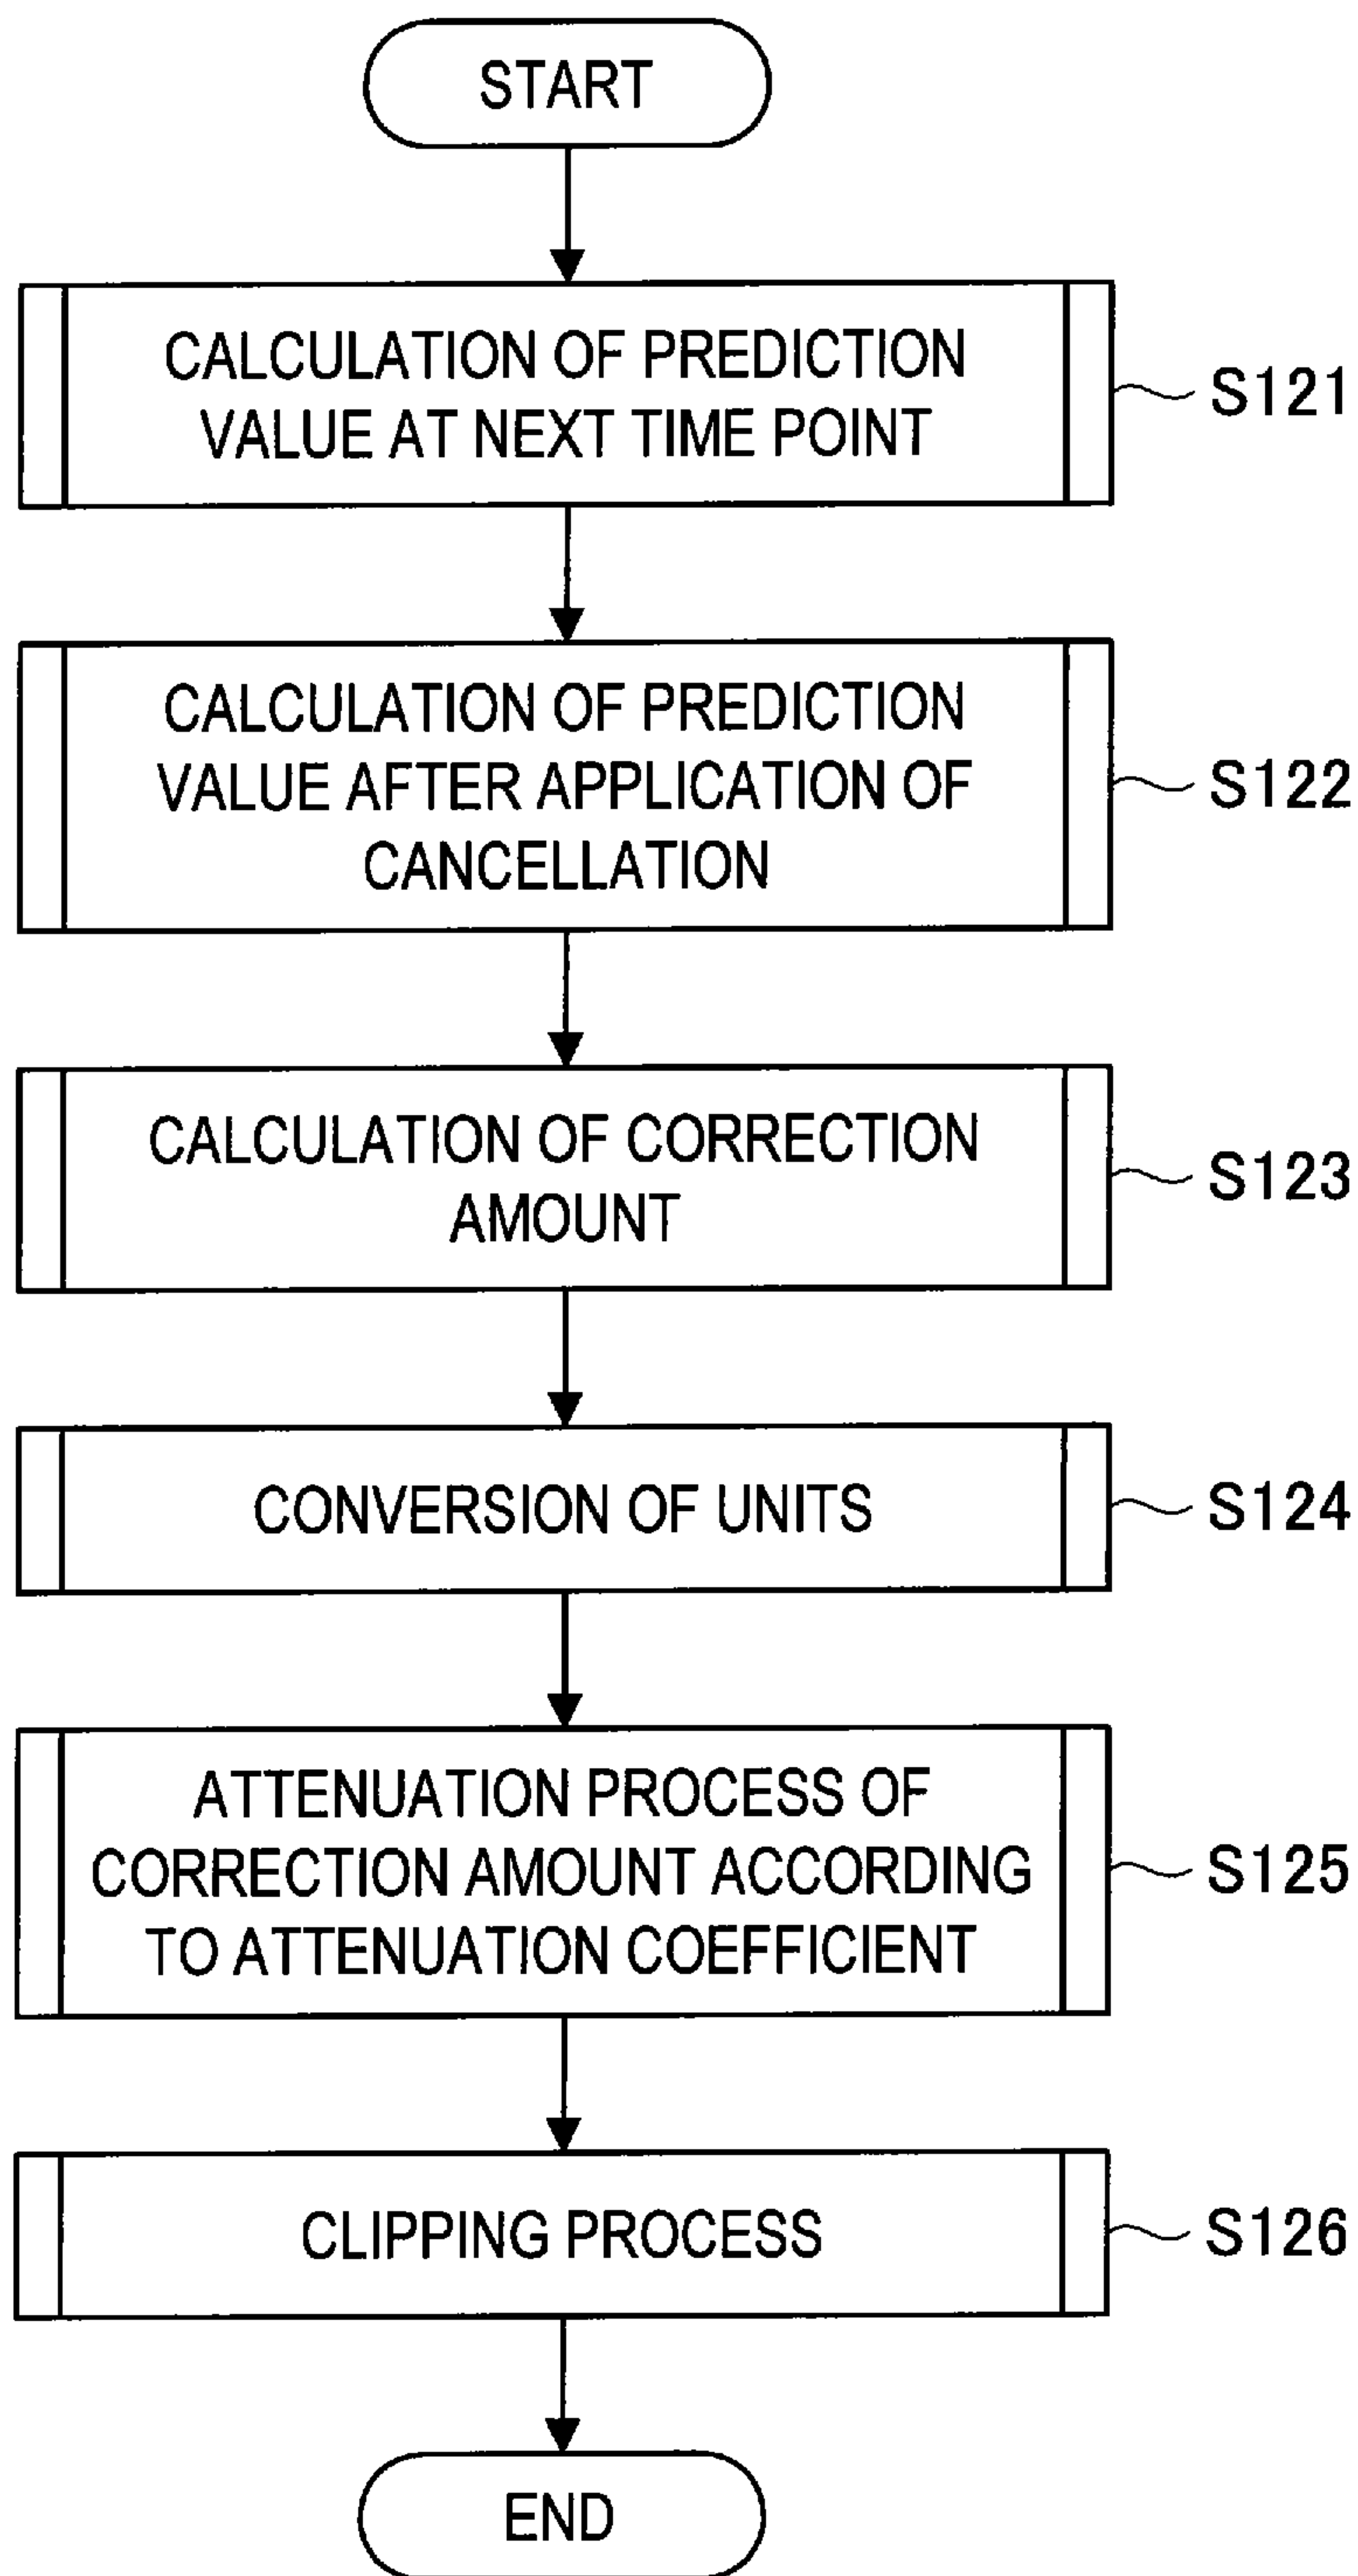 START
CALCULATION OF PREDICTION
VALUE AT NEXT TIME POINT
S121
CALCULATION OF PREDICTION
VALUE AFTER APPLICATION OF
CANCELLATION
S122
CALCULATION OF CORRECTION
AMOUNT
S123
CONVERSION OF UNITS
S124
ATTENUATION PROCESS OF
CORRECTION AMOUNT ACCORDING
TO ATTENUATION COEFFICIENT
S125
CLIPPING PROCESS
S126
END